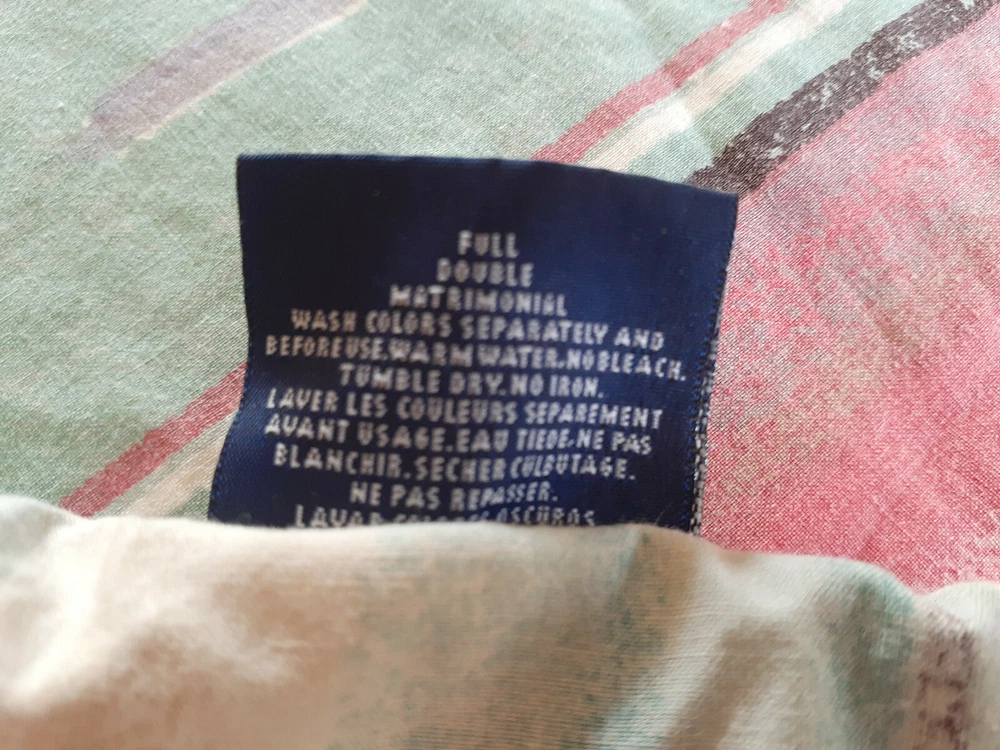 FULL
DOUBLE
MATRIMONIAL
WASH COLORS SEPARATELY AND
BEFORE USE.WARM WATER.NO BLEACH.
TUMBLE DRY.NO IRON.
LAVER LES COULEURS SEPAREMENT
AVANT USAGE.EAU TIEDE.NE PAS
BLANCHIR.SECHER CULBUTAGE.
NE PAS REPASSER.
LAVAR